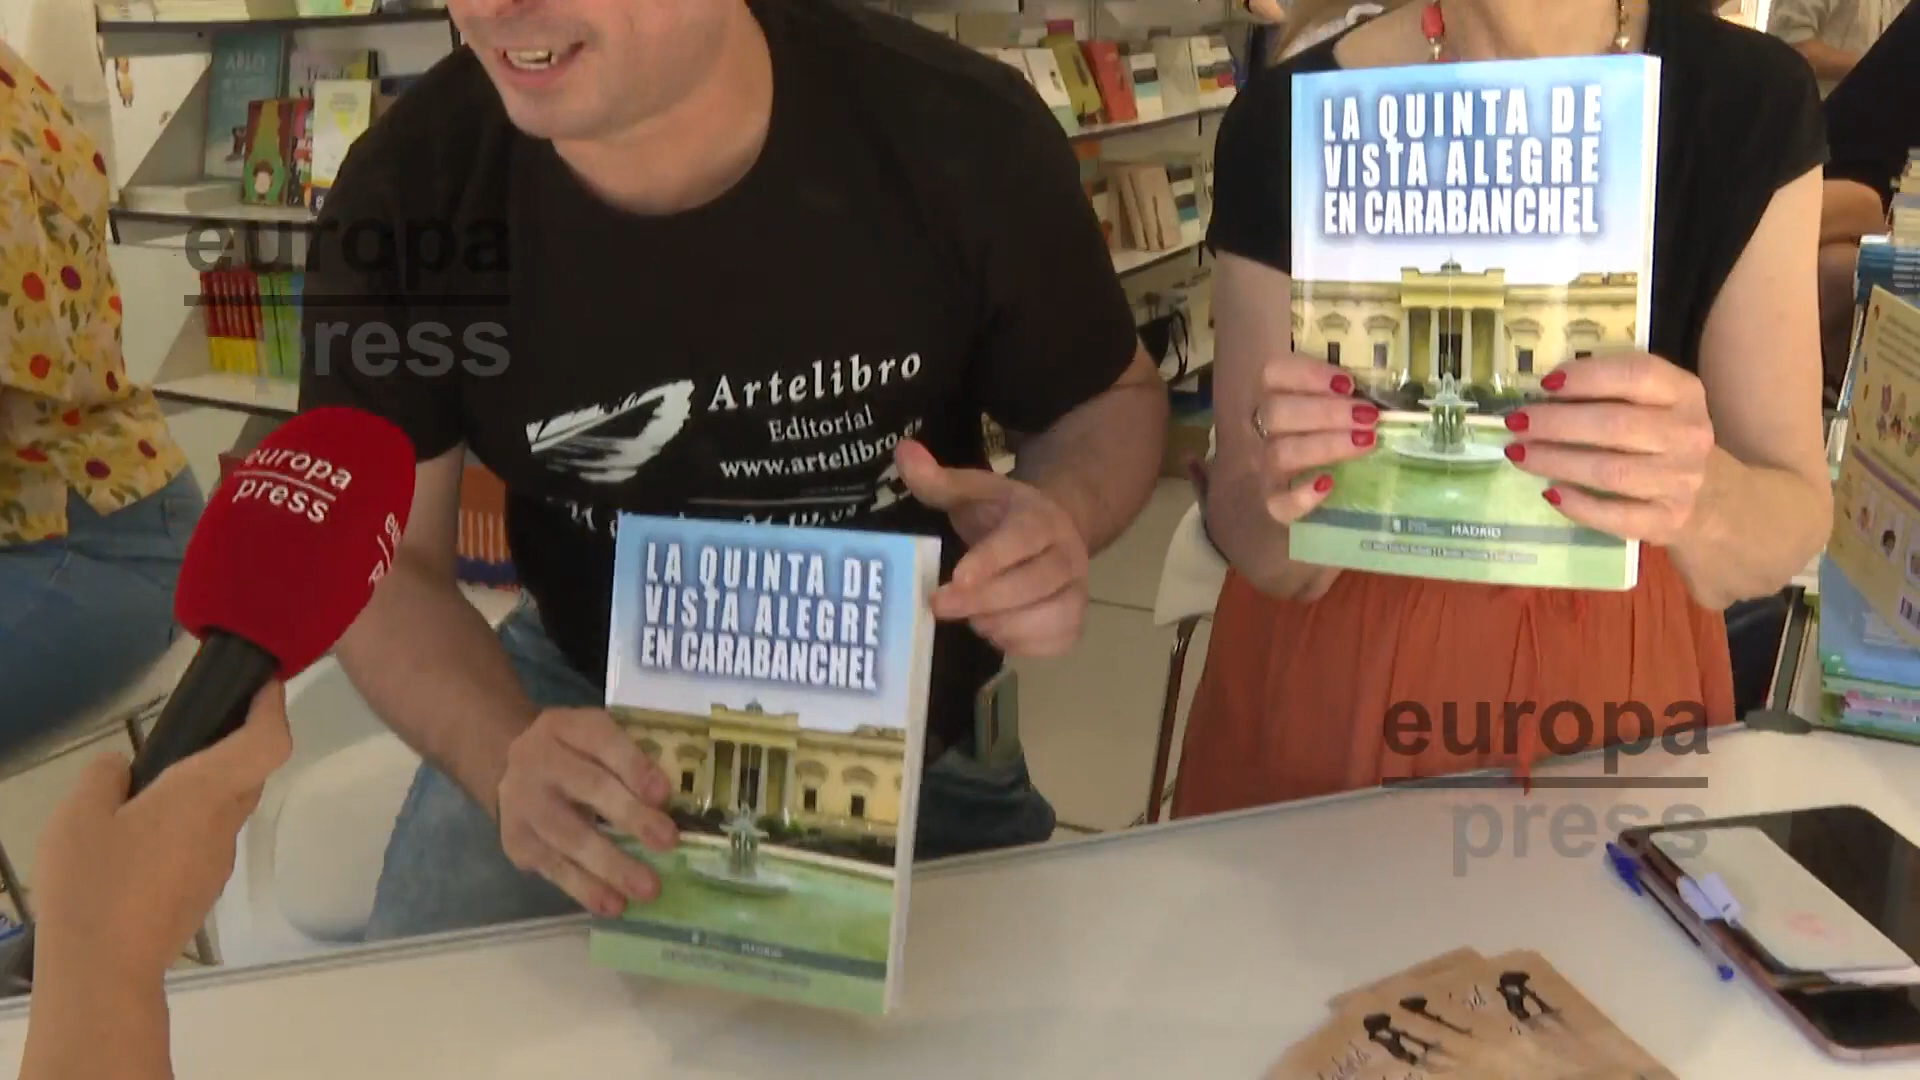 europa
press
Artelibro
Editorial
www.artelibro.es
europa
press
LA QUINTA DE
VISTA ALEGRE
EN CARABANCHEL
MADRID
LA QUINTA DE
VISTA ALEGRE
EN CARABANCHEL
MADRID
europa
press